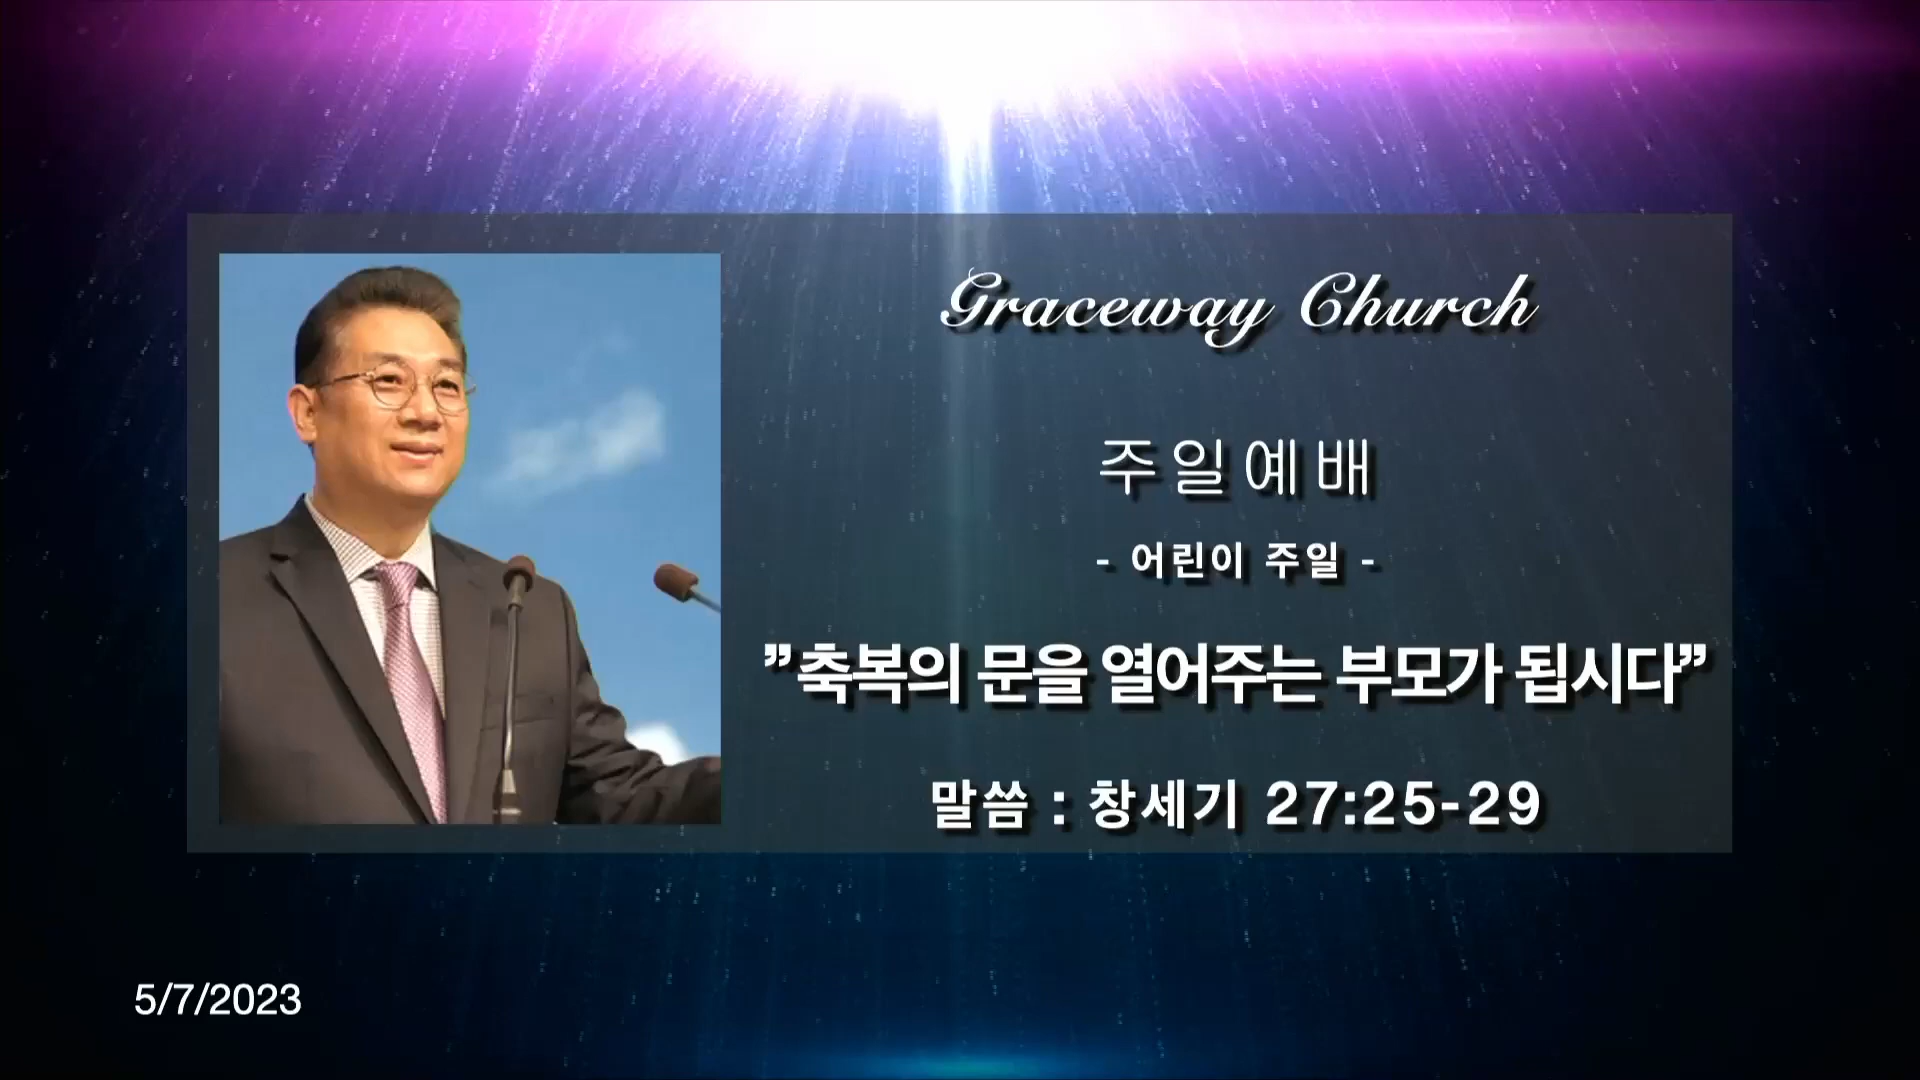 Graceway Church
주일예배
- 어린이 주일 -
”축복의 문을 열어주는 부모가 됩시다”
말씀 : 창세기 27:25-29
5/7/2023